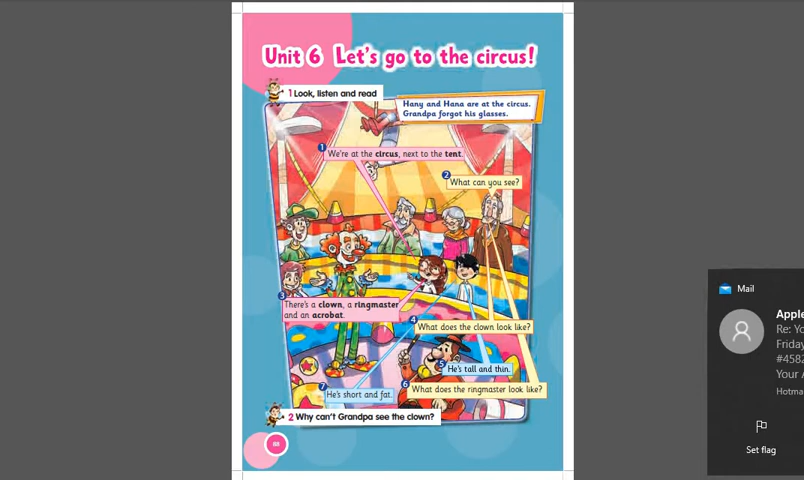 Unit 6 Let's go to the circus!
1 Look, listen and read
Hany and Hana are at the circus.
Grandpa forgot his glasses.
1 We're at the circus, next to the tent.
2 What can you see?
3 There's a clown, a ringmaster
and an acrobat.
4 What does the clown look like?
5 He's tall and thin.
6 What does the ringmaster look like?
7 He's short and fat.
2 Why can't Grandpa see the clown?
88
Mail
Apple
Re: Yo
Friday
#4582
Your A
Hotma
Set flag